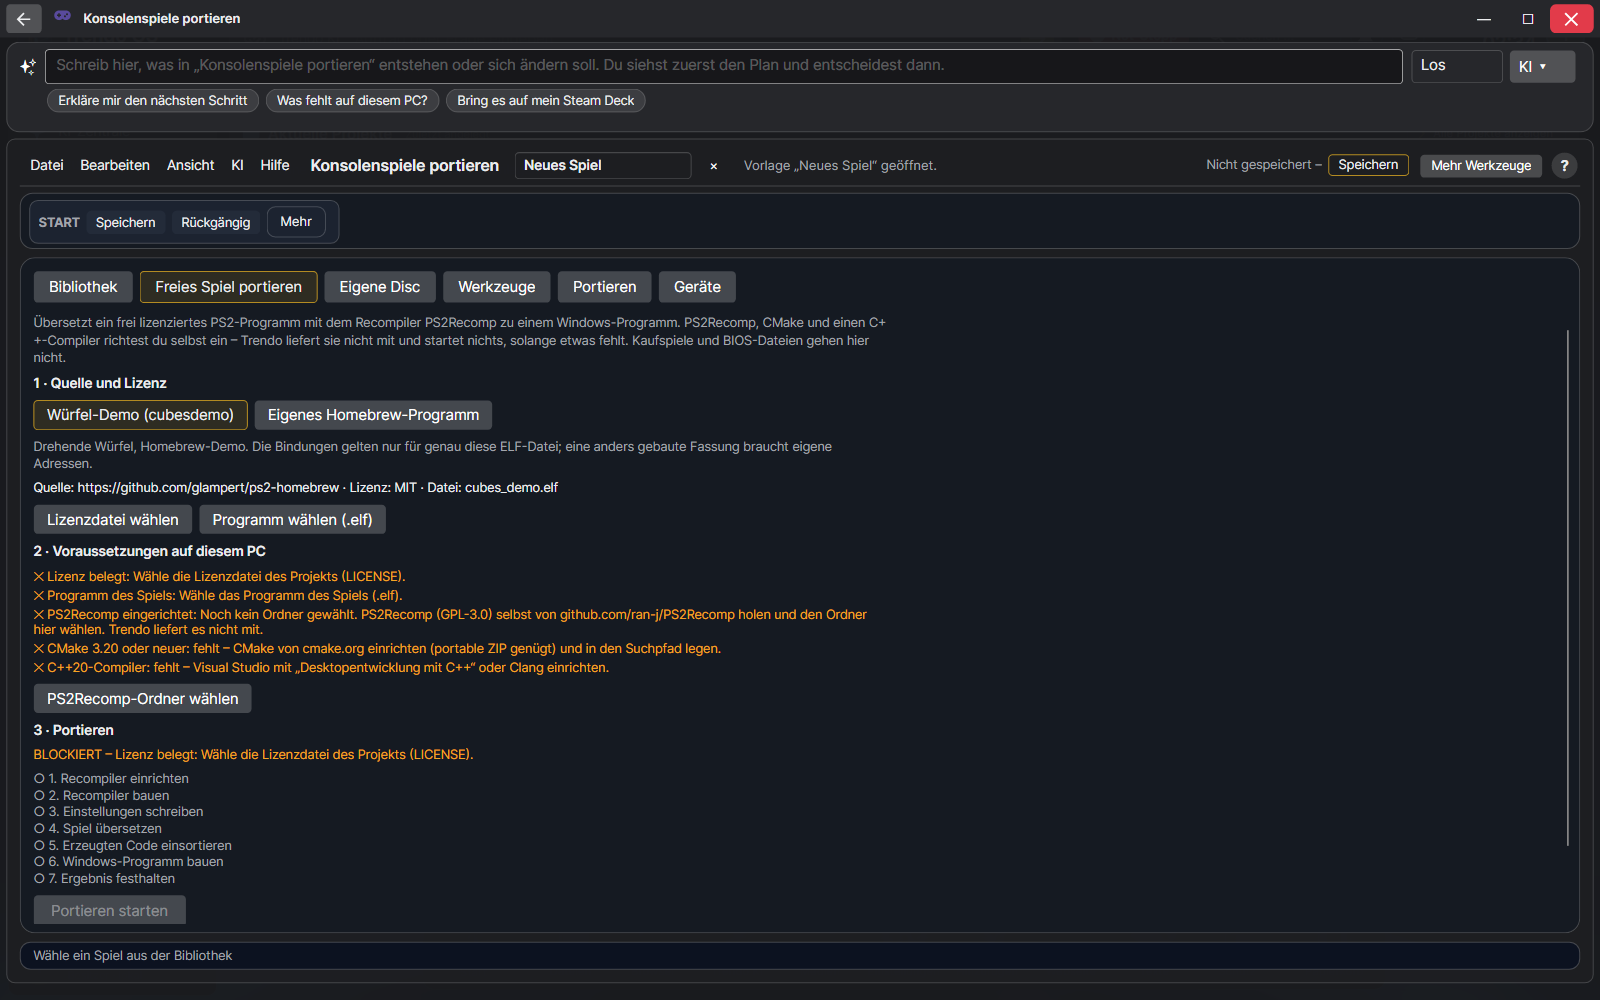 Konsolenspiele portieren
Schreib hier, was in „Konsolenspiele portieren“ entstehen oder sich ändern soll. Du siehst zuerst den Plan und entscheidest dann.
Los
KI ▾
Erkläre mir den nächsten Schritt
Was fehlt auf diesem PC?
Bring es auf mein Steam Deck
Datei
Bearbeiten
Ansicht
KI
Hilfe
Konsolenspiele portieren
Neues Spiel
×
Vorlage „Neues Spiel“ geöffnet.
Nicht gespeichert –
Speichern
Mehr Werkzeuge
?
START
Speichern
Rückgängig
Mehr
Bibliothek
Freies Spiel portieren
Eigene Disc
Werkzeuge
Portieren
Geräte
Übersetzt ein frei lizenziertes PS2-Programm mit dem Recompiler PS2Recomp zu einem Windows-Programm. PS2Recomp, CMake und einen C+
+-Compiler richtest du selbst ein – Trendo liefert sie nicht mit und startet nichts, solange etwas fehlt. Kaufspiele und BIOS-Dateien gehen hier
nicht.
1 · Quelle und Lizenz
Würfel-Demo (cubesdemo)
Eigenes Homebrew-Programm
Drehende Würfel, Homebrew-Demo. Die Bindungen gelten nur für genau diese ELF-Datei; eine anders gebaute Fassung braucht eigene
Adressen.
Quelle: https://github.com/glampert/ps2-homebrew · Lizenz: MIT · Datei: cubes_demo.elf
Lizenzdatei wählen
Programm wählen (.elf)
2 · Voraussetzungen auf diesem PC
✕ Lizenz belegt: Wähle die Lizenzdatei des Projekts (LICENSE).
✕ Programm des Spiels: Wähle das Programm des Spiels (.elf).
✕ PS2Recomp eingerichtet: Noch kein Ordner gewählt. PS2Recomp (GPL-3.0) selbst von github.com/ran-j/PS2Recomp holen und den Ordner
hier wählen. Trendo liefert es nicht mit.
✕ CMake 3.20 oder neuer: fehlt – CMake von cmake.org einrichten (portable ZIP genügt) und in den Suchpfad legen.
✕ C++20-Compiler: fehlt – Visual Studio mit „Desktopentwicklung mit C++“ oder Clang einrichten.
PS2Recomp-Ordner wählen
3 · Portieren
BLOCKIERT – Lizenz belegt: Wähle die Lizenzdatei des Projekts (LICENSE).
○ 1. Recompiler einrichten
○ 2. Recompiler bauen
○ 3. Einstellungen schreiben
○ 4. Spiel übersetzen
○ 5. Erzeugten Code einsortieren
○ 6. Windows-Programm bauen
○ 7. Ergebnis festhalten
Portieren starten
Wähle ein Spiel aus der Bibliothek